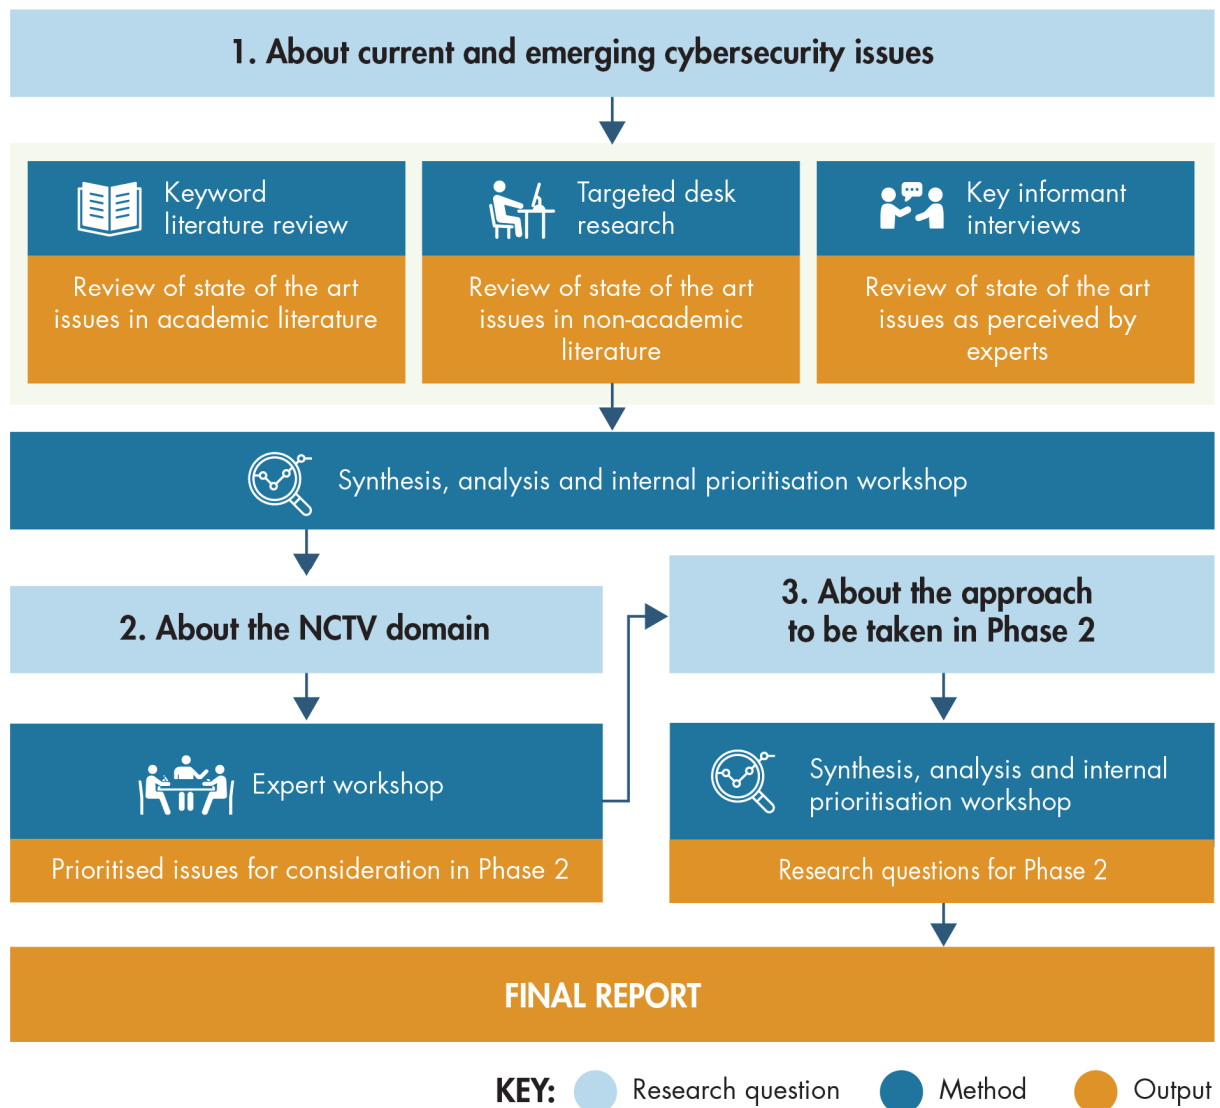 1. About current and emerging cybersecurity issues
Keyword
literature review
Review of state of the art
issues in academic literature
Targeted desk
research
Review of state of the art
issues in non-academic
literature
Key informant
interviews
Review of state of the art
issues as perceived by
experts
Synthesis, analysis and internal prioritisation workshop
2. About the NCTV domain
Expert workshop
Prioritised issues for consideration in Phase 2
3. About the approach
to be taken in Phase 2
Synthesis, analysis and internal
prioritisation workshop
Research questions for Phase 2
FINAL REPORT
KEY: Research question Method Output